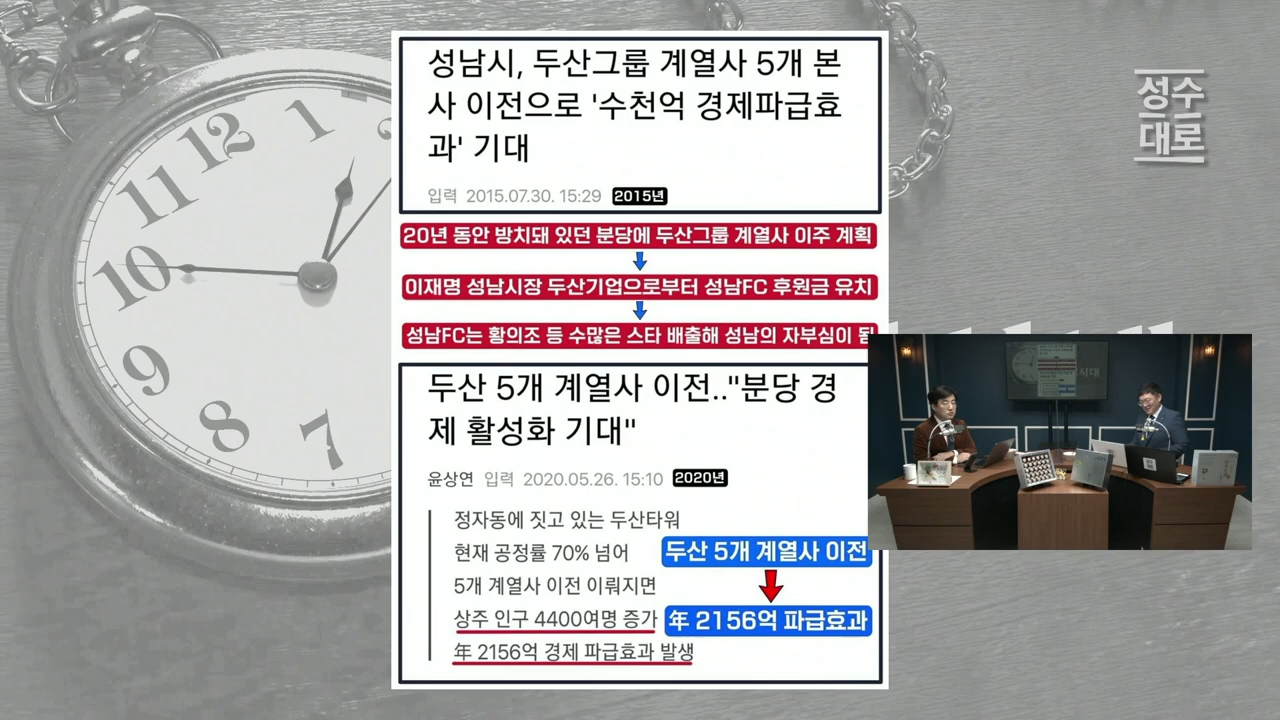 성남시, 두산그룹 계열사 5개 본
사 이전으로 '수천억 경제파급효
과' 기대
입력 2015.07.30. 15:29 2015년
20년 동안 방치돼 있던 분당에 두산그룹 계열사 이주 계획
이재명 성남시장 두산기업으로부터 성남FC 후원금 유치
성남FC는 황의조 등 수많은 스타 배출해 성남의 자부심이 됨
두산 5개 계열사 이전.."분당 경
제 활성화 기대"
윤상연 입력 2020.05.26. 15:10 2020년
정자동에 짓고 있는 두산타워
현재 공정률 70% 넘어
5개 계열사 이전 이뤄지면
상주 인구 4400여명 증가
年 2156억 경제 파급효과 발생
두산 5개 계열사 이전
年 2156억 파급효과
성수
대로
12
1
11
10
9
8
7
시대